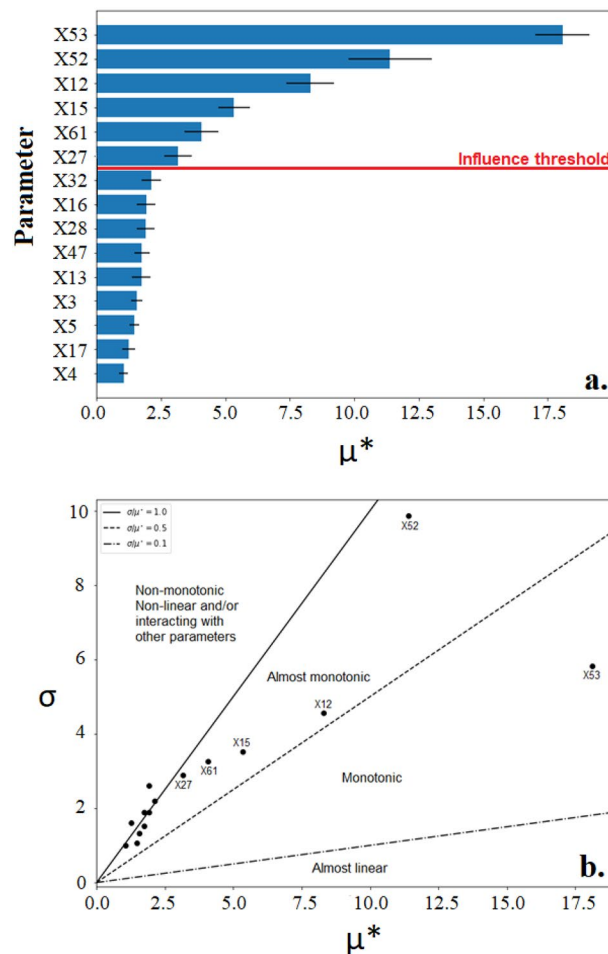 Parameter
X53
X52
X12
X15
X61
X27
Influence threshold
X32
X16
X28
X47
X13
X3
X5
X17
X4
a.
0.0 2.5 5.0 7.5 10.0 12.5 15.0 17.5
μ*
σ/μ* = 1.0
σ/μ* = 0.5
σ/μ* = 0.1
10
8
6
4
2
0
σ
X52
Non-monotonic
Non-linear and/or
interacting with
other parameters
Almost monotonic
X53
X12
X15
X61
X27
Monotonic
Almost linear
b.
0.0 2.5 5.0 7.5 10.0 12.5 15.0 17.5
μ*